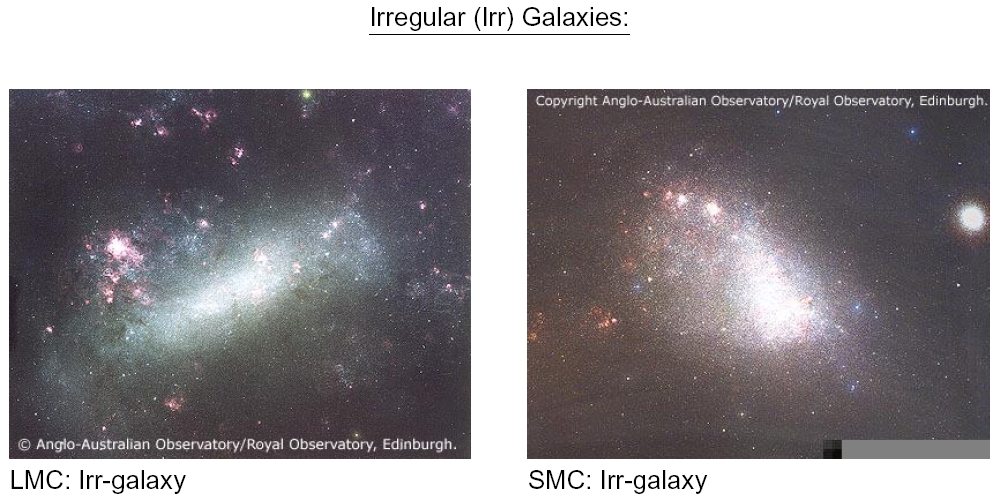 Irregular (Irr) Galaxies:
Copyright Anglo-Australian Observatory/Royal Observatory, Edinburgh.
© Anglo-Australian Observatory/Royal Observatory, Edinburgh.
LMC: Irr-galaxy
SMC: Irr-galaxy